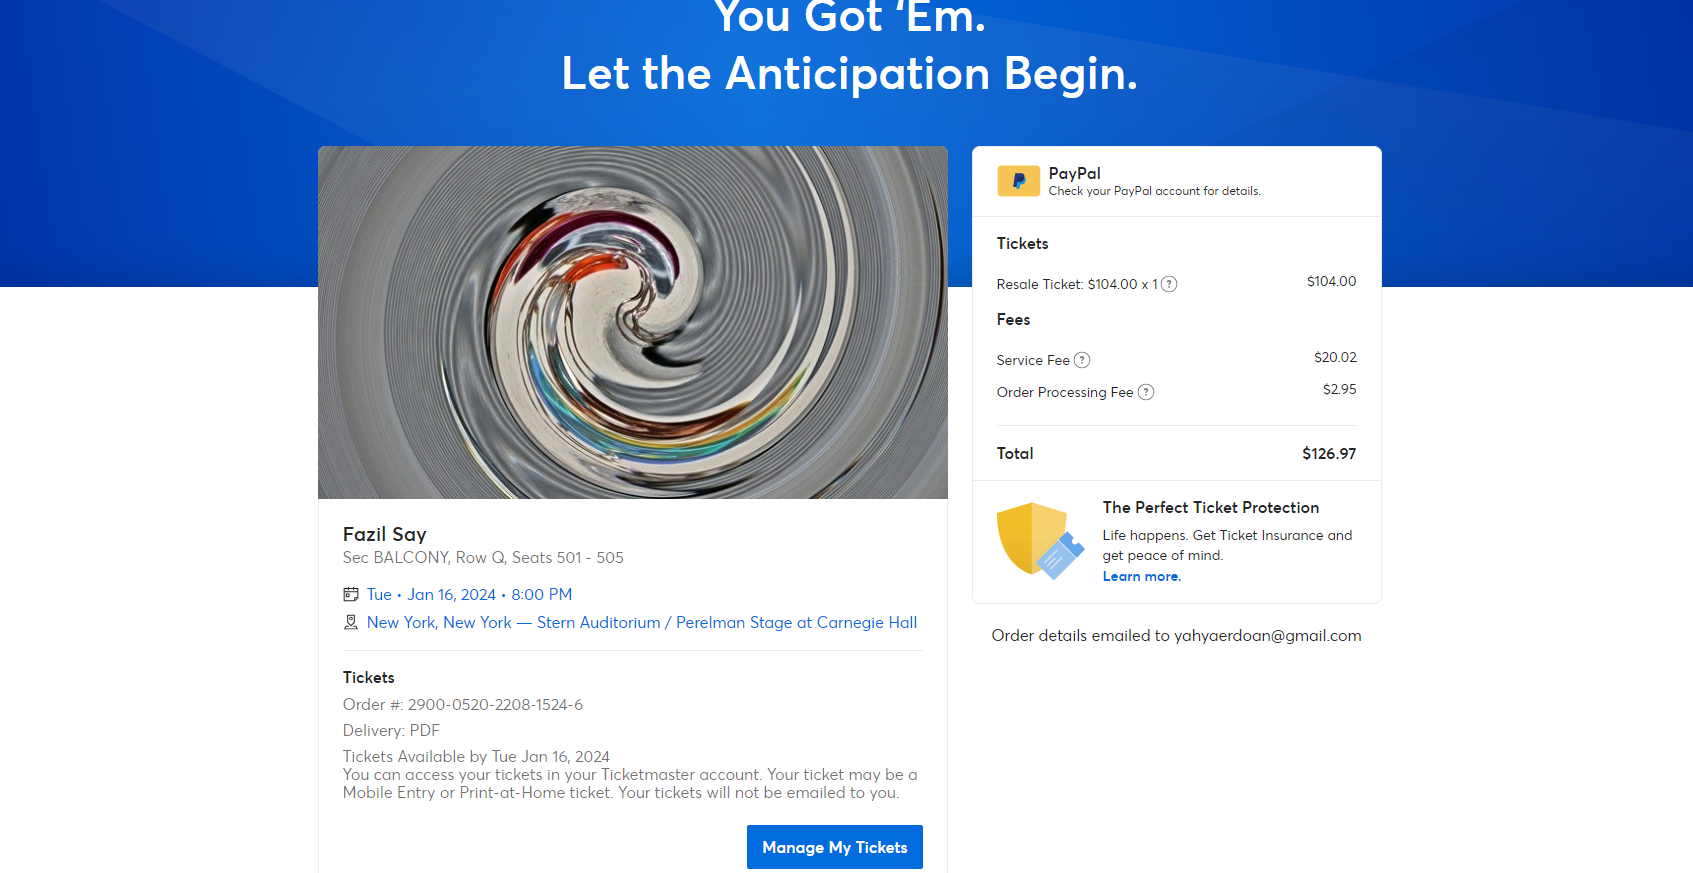 You Got ‘Em.
Let the Anticipation Begin.
Fazil Say
Sec BALCONY, Row Q, Seats 501 - 505
Tue • Jan 16, 2024 • 8:00 PM
New York, New York — Stern Auditorium / Perelman Stage at Carnegie Hall
Tickets
Order #: 2900-0520-2208-1524-6
Delivery: PDF
Tickets Available by Tue Jan 16, 2024
You can access your tickets in your Ticketmaster account. Your ticket may be a
Mobile Entry or Print-at-Home ticket. Your tickets will not be emailed to you.
Manage My Tickets
PayPal
Check your PayPal account for details.
Tickets
Resale Ticket: $104.00 x 1 ? $104.00
Fees
Service Fee ? $20.02
Order Processing Fee ? $2.95
Total $126.97
The Perfect Ticket Protection
Life happens. Get Ticket Insurance and
get peace of mind.
Learn more.
Order details emailed to yahyaerdoan@gmail.com